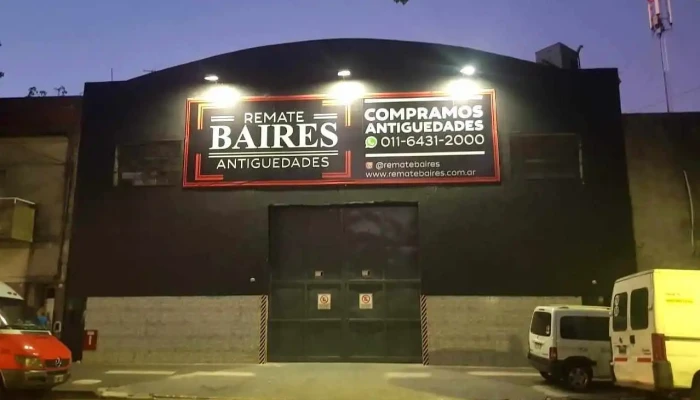 REMATE
BAIRES
ANTIGUEDADES
COMPRAMOS
ANTIGUEDADES
011-6431-2000
@rematebaires
www.rematebaires.com.ar